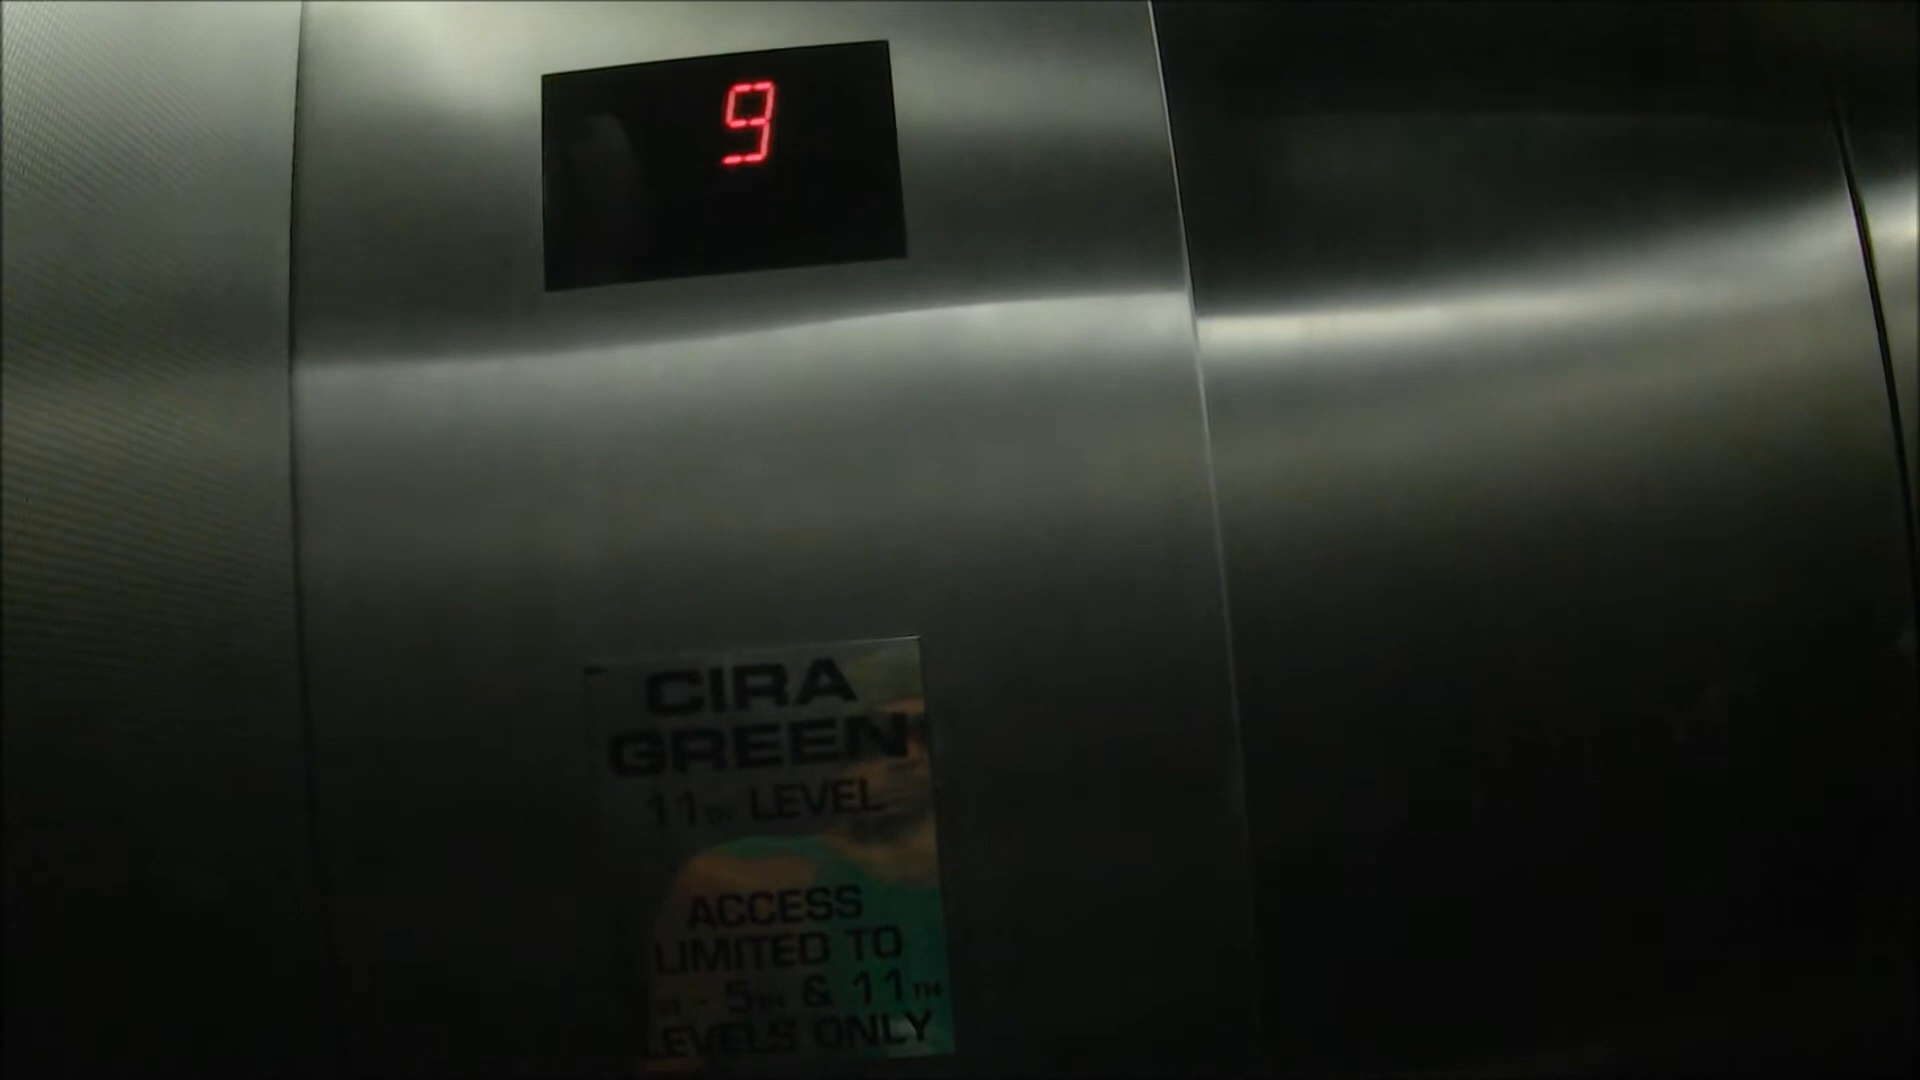 9
CIRA
GREEN
11TH LEVEL
ACCESS
LIMITED TO
- 5TH & 11TH
LEVELS ONLY